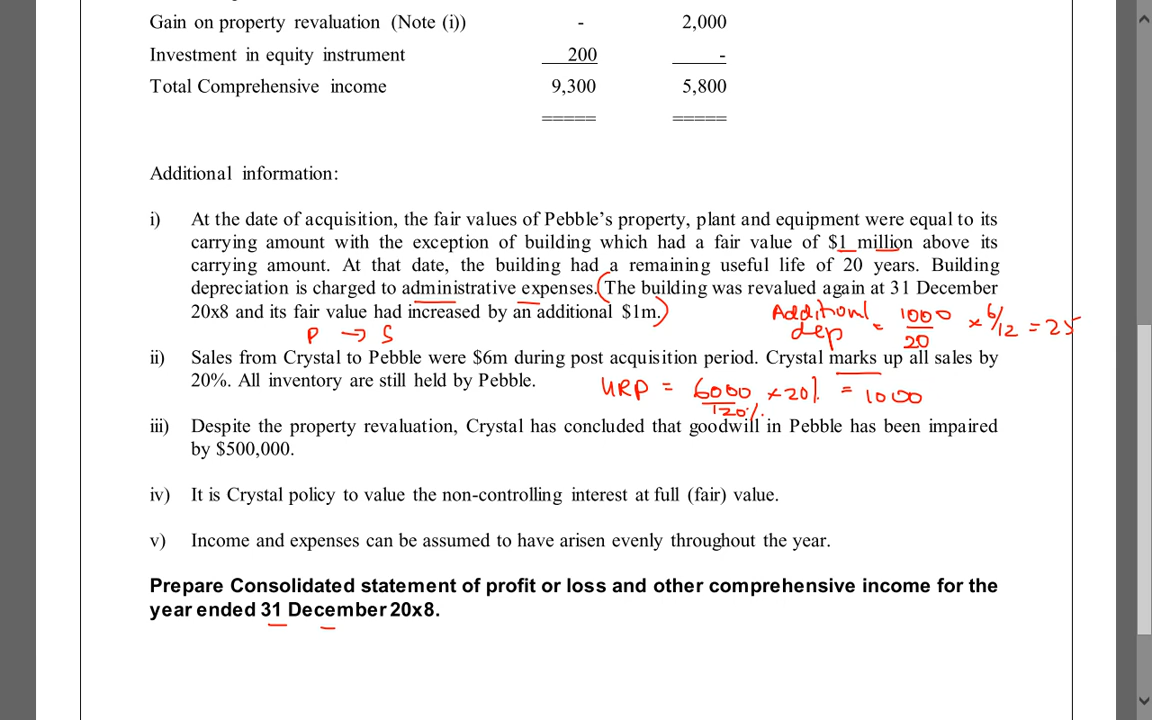 Gain on property revaluation (Note (i)) - 2,000
Investment in equity instrument 200 -
Total Comprehensive income 9,300 5,800
===== =====
Additional information:
i) At the date of acquisition, the fair values of Pebble's property, plant and equipment were equal to its
carrying amount with the exception of building which had a fair value of $1 million above its
carrying amount. At that date, the building had a remaining useful life of 20 years. Building
depreciation is charged to administrative expenses. (The building was revalued again at 31 December
20x8 and its fair value had increased by an additional $1m.)
Additional dep = 1000/20 × 6/12 = 25
P → S
ii) Sales from Crystal to Pebble were $6m during post acquisition period. Crystal marks up all sales by
20%. All inventory are still held by Pebble.
URP = 6000/120% × 20% = 1000
iii) Despite the property revaluation, Crystal has concluded that goodwill in Pebble has been impaired
by $500,000.
iv) It is Crystal policy to value the non-controlling interest at full (fair) value.
v) Income and expenses can be assumed to have arisen evenly throughout the year.
Prepare Consolidated statement of profit or loss and other comprehensive income for the
year ended 31 December 20x8.